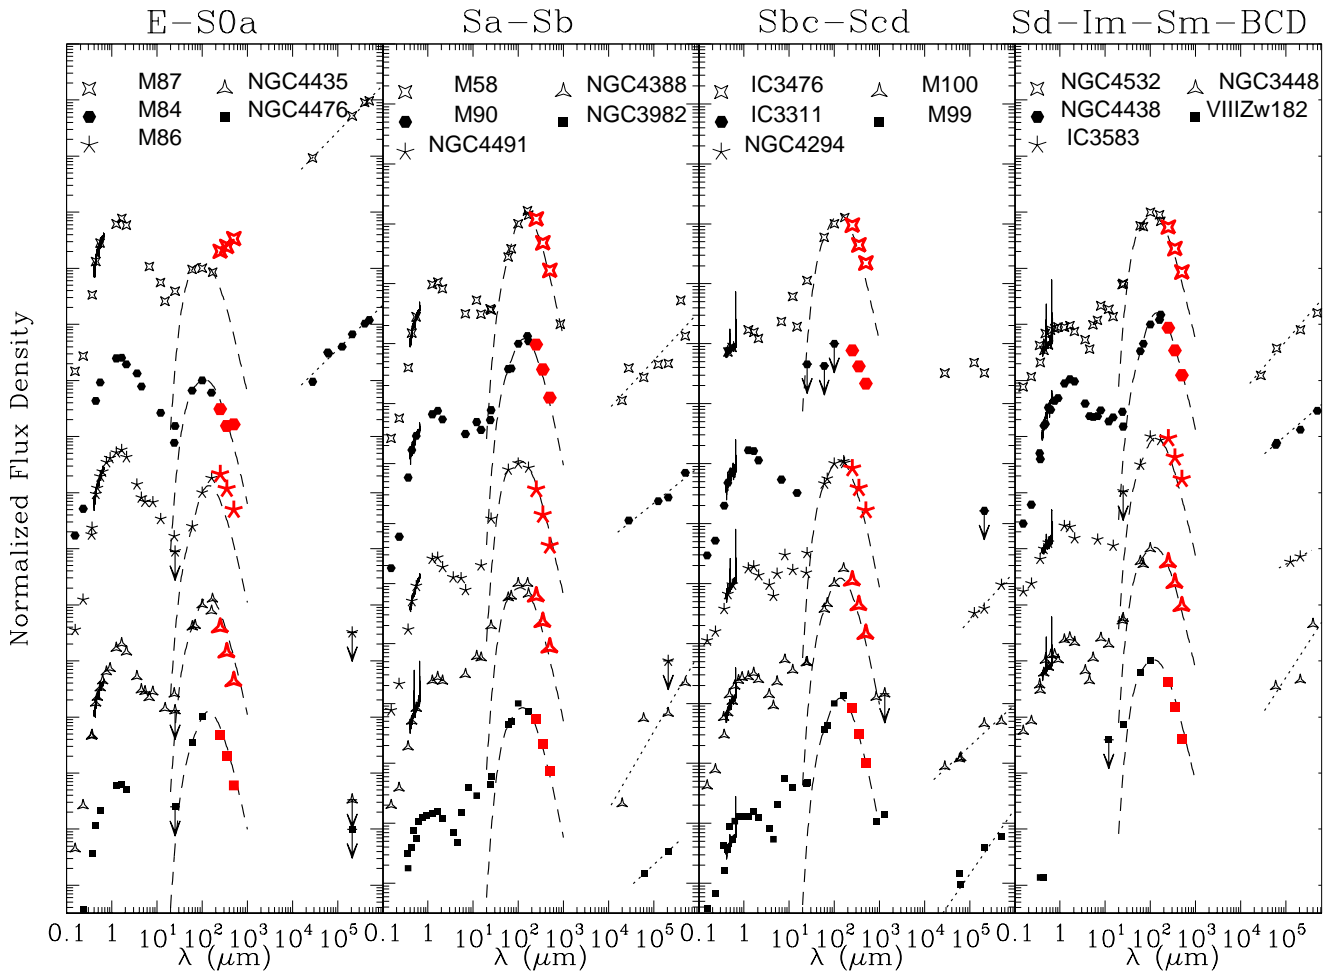 E-S0a
Sa-Sb
Sbc-Scd
Sd-Im-Sm-BCD
M87
NGC4435
M84
NGC4476
M86
M58
NGC4388
M90
NGC3982
NGC4491
IC3476
M100
IC3311
M99
NGC4294
NGC4532
NGC3448
NGC4438
VIIIZw182
IC3583
Normalized Flux Density
0.1 1 10¹ 10² 10³ 10⁴ 10⁵
0.1 1 10¹ 10² 10³ 10⁴ 10⁵
0.1 1 10¹ 10² 10³ 10⁴ 10⁵
0.1 1 10¹ 10² 10³ 10⁴ 10⁵
λ (μm)
λ (μm)
λ (μm)
λ (μm)